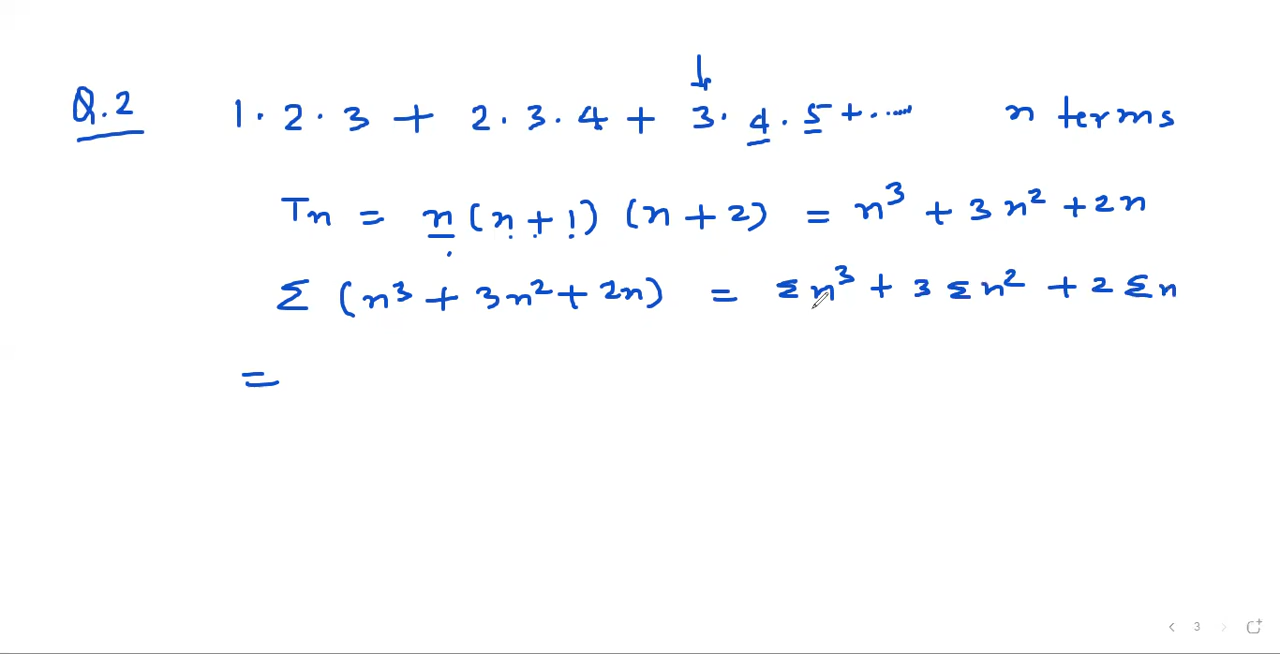 Q.2 1·2·3 + 2·3·4 + 3·4·5+..... n terms
Tn = n(n+1)(n+2) = n³ + 3n² + 2n
Σ (n³ + 3n² + 2n) = Σn³ + 3Σn² + 2Σn
=
3